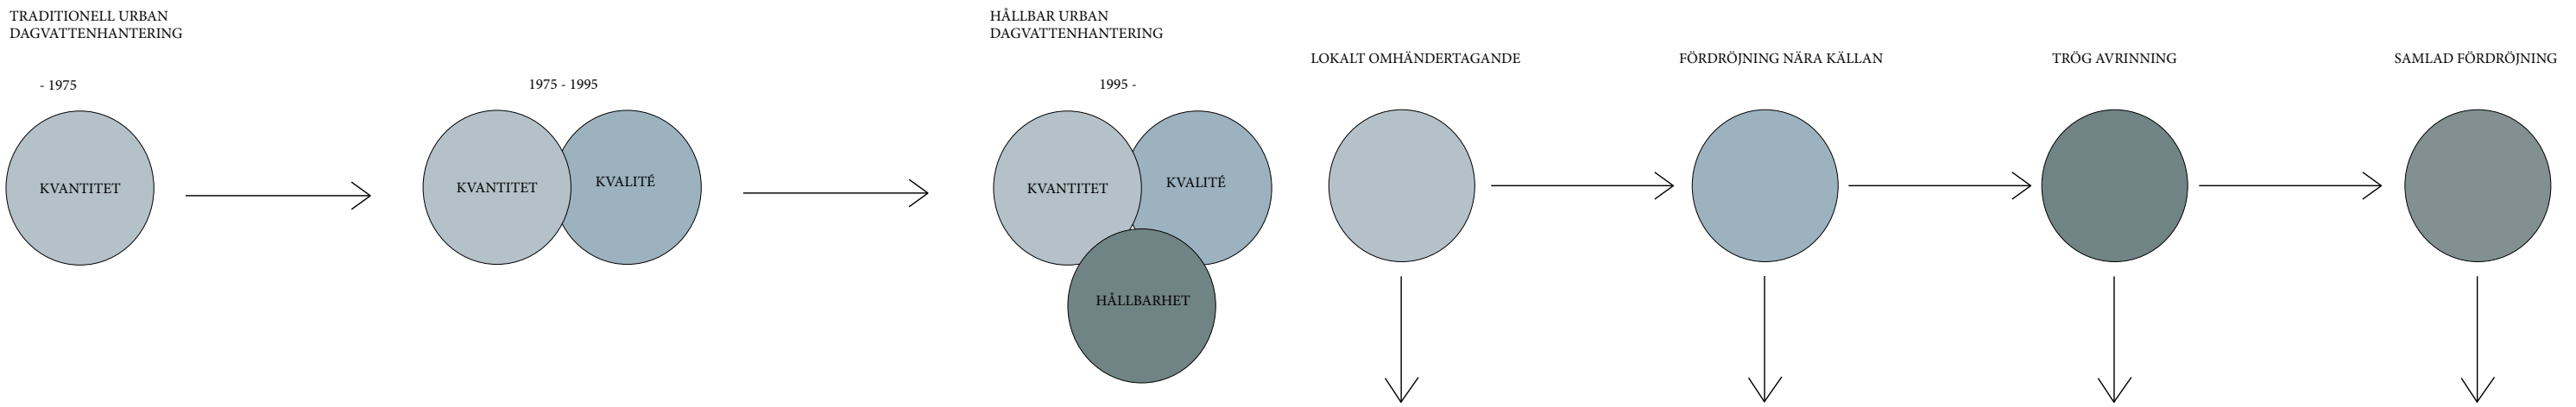 TRADITIONELL URBAN
DAGVATTENHANTERING
- 1975
KVANTITET
1975 - 1995
KVANTITET
KVALITÉ
HÅLLBAR URBAN
DAGVATTENHANTERING
1995 -
KVANTITET
KVALITÉ
HÅLLBARHET
LOKALT OMHÄNDERTAGANDE
FÖRDRÖJNING NÄRA KÄLLAN
TRÖG AVRINNING
SAMLAD FÖRDRÖJNING